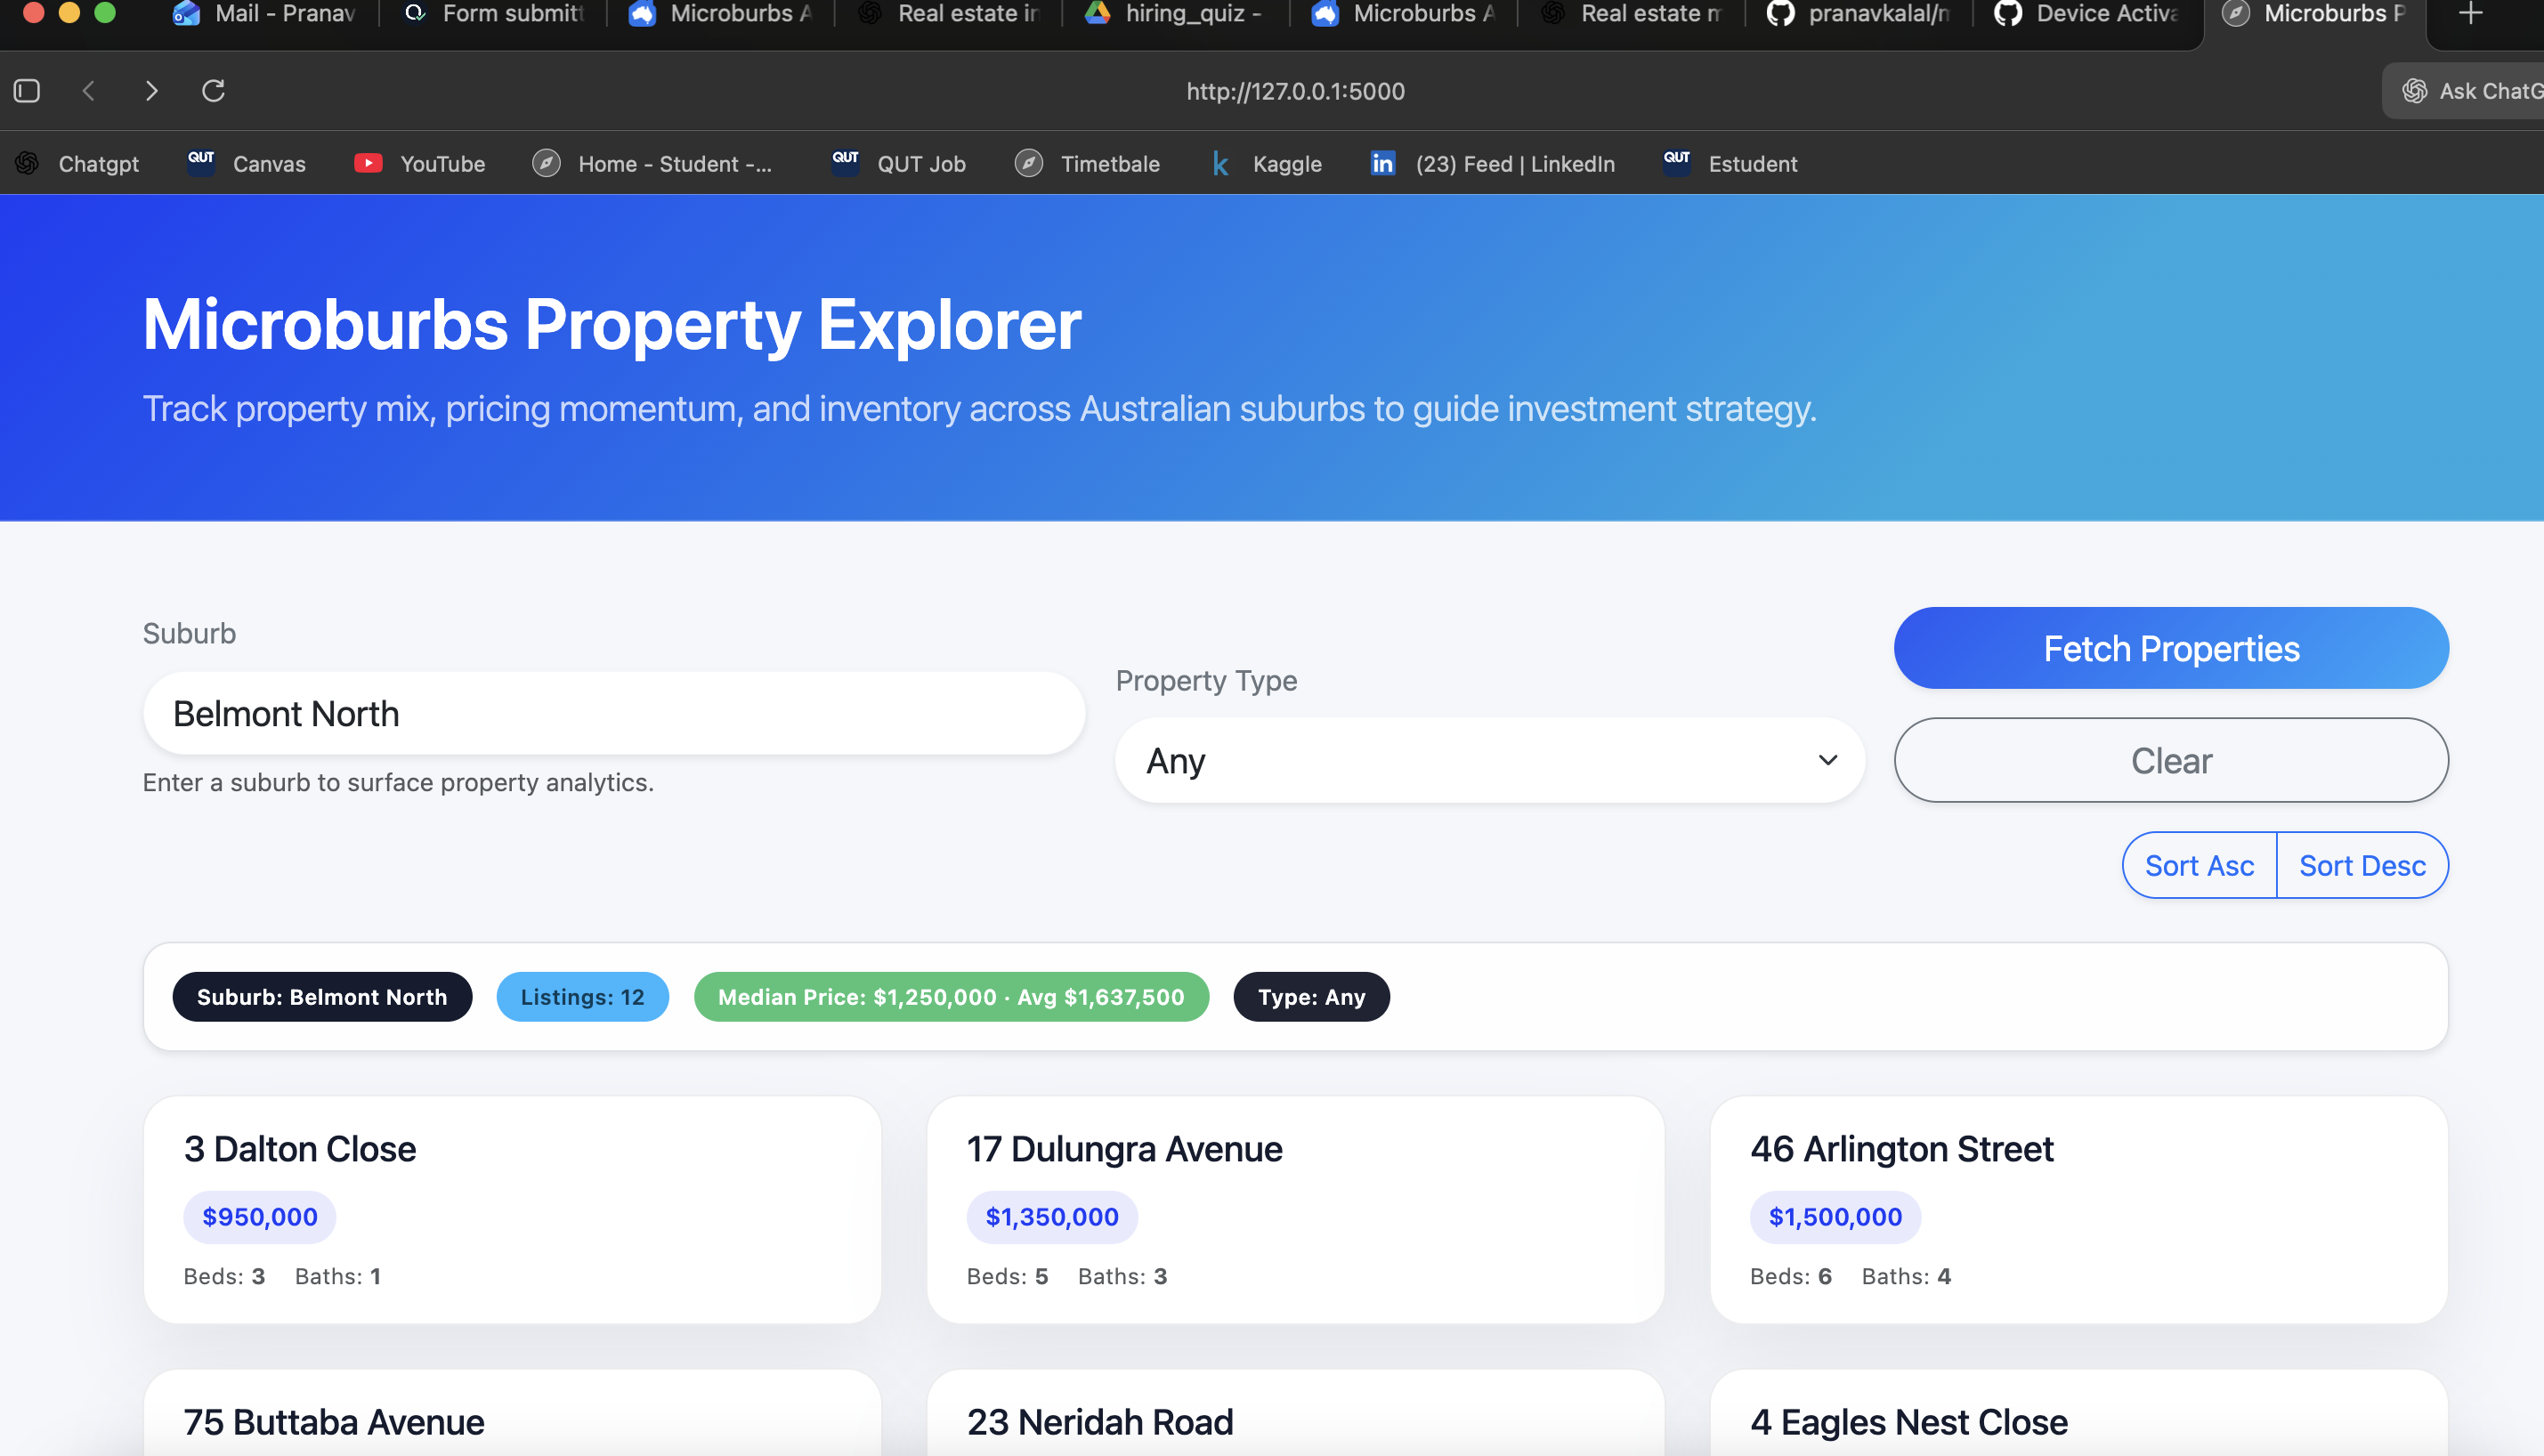 Mail - Pranav
Form submitt
Microburbs A
Real estate in
hiring_quiz -
Microburbs A
Real estate m
pranavkalal/m
Device Activa
Microburbs P
http://127.0.0.1:5000
Ask ChatG
Chatgpt
QUT Canvas
YouTube
Home - Student -...
QUT QUT Job
Timetbale
Kaggle
(23) Feed | LinkedIn
QUT Estudent
Microburbs Property Explorer
Track property mix, pricing momentum, and inventory across Australian suburbs to guide investment strategy.
Suburb
Belmont North
Enter a suburb to surface property analytics.
Property Type
Any
Fetch Properties
Clear
Sort Asc
Sort Desc
Suburb: Belmont North
Listings: 12
Median Price: $1,250,000 · Avg $1,637,500
Type: Any
3 Dalton Close
$950,000
Beds: 3 Baths: 1
17 Dulungra Avenue
$1,350,000
Beds: 5 Baths: 3
46 Arlington Street
$1,500,000
Beds: 6 Baths: 4
75 Buttaba Avenue
23 Neridah Road
4 Eagles Nest Close